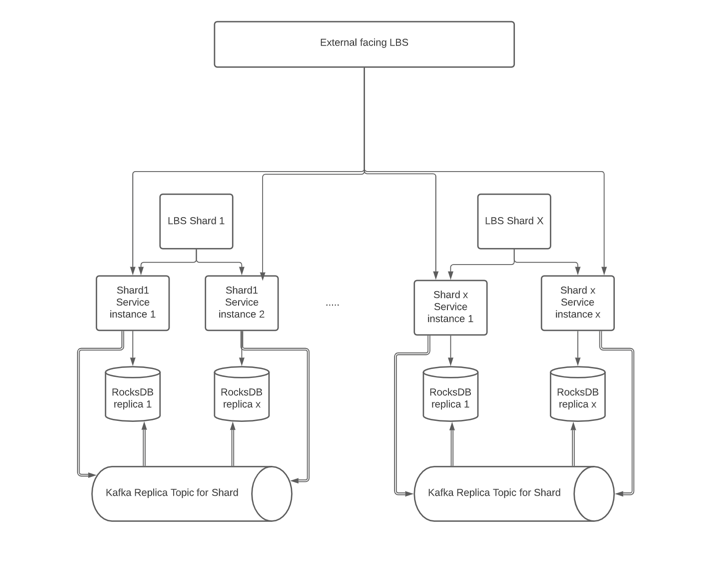 External facing LBS
LBS Shard 1
LBS Shard X
Shard1
Service
instance 1
Shard1
Service
instance 2
.....
Shard x
Service
instance 1
Shard x
Service
instance x
RocksDB
replica 1
RocksDB
replica x
RocksDB
replica 1
RocksDB
replica x
Kafka Replica Topic for Shard
Kafka Replica Topic for Shard